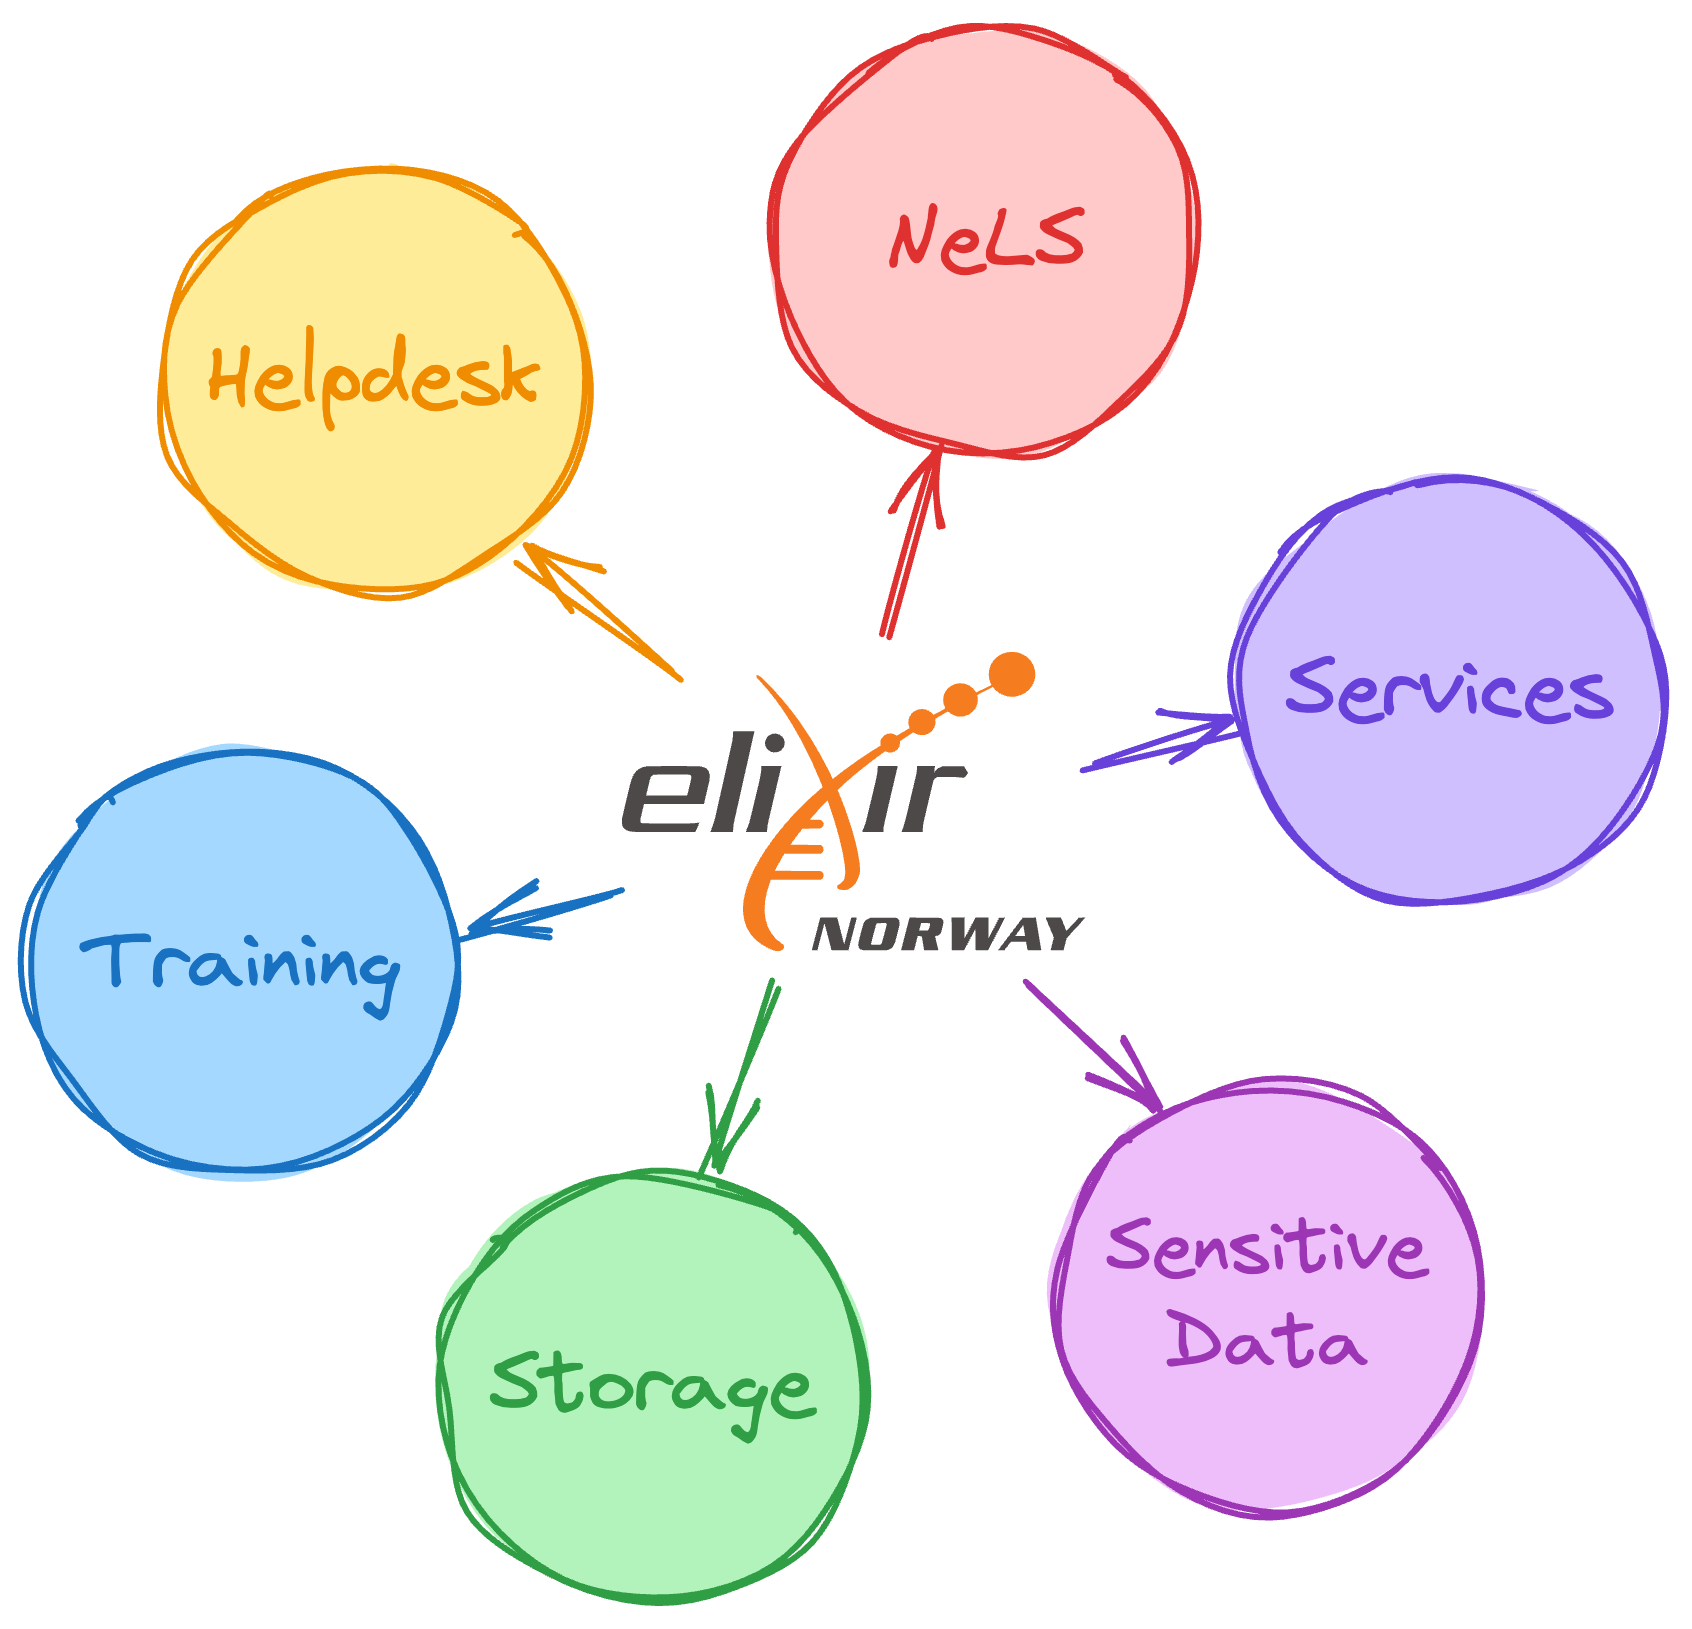 NeLS
Helpdesk
Services
elixir
NORWAY
Training
Sensitive
Data
Storage